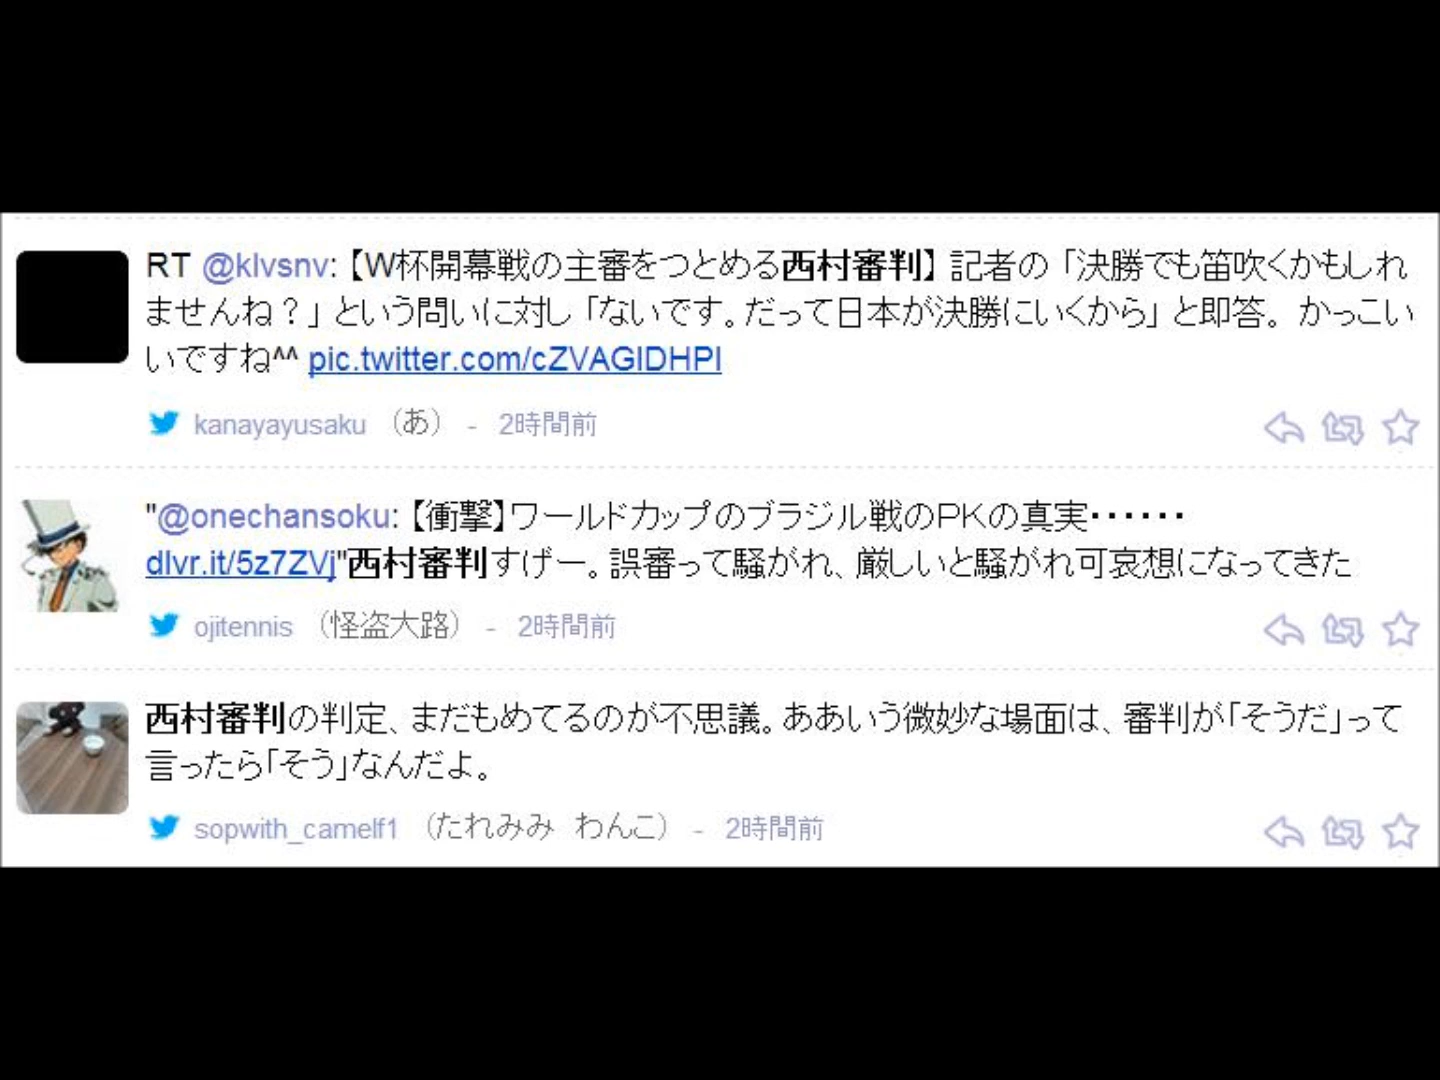 RT @klvsnv:【W杯開幕戦の主審をつとめる西村審判】 記者の「決勝でも笛吹くかもしれ
ませんね？」という問いに対し「ないです。だって日本が決勝にいくから」と即答。 かっこい
いですね^^ pic.twitter.com/cZVAGIDHPI
kanayayusaku （あ） - 2時間前
"@onechansoku:【衝撃】ワールドカップのブラジル戦のPKの真実・・・・・・
dlvr.it/5z7ZVj"西村審判すげー。誤審って騒がれ、厳しいと騒がれ可哀想になってきた
ojitennis （怪盗大路） - 2時間前
西村審判の判定、まだもめてるのが不思議。ああいう微妙な場面は、審判が「そうだ」って
言ったら「そう」なんだよ。
sopwith_camelf1 （たれみみ　わんこ） - 2時間前